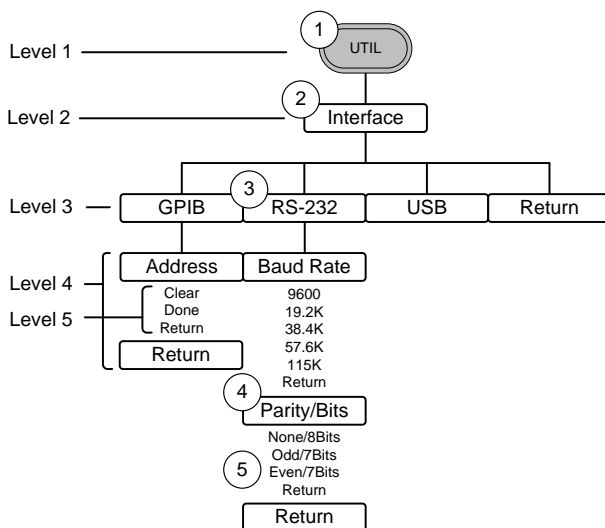 1
UTIL
Level 1
2
Level 2
Interface
3
Level 3
GPIB
RS-232
USB
Return
Address
Baud Rate
Level 4
Clear
9600
Level 5
Done
19.2K
Return
38.4K
Return
57.6K
115K
Return
4
Parity/Bits
None/8Bits
Odd/7Bits
5
Even/7Bits
Return
Return